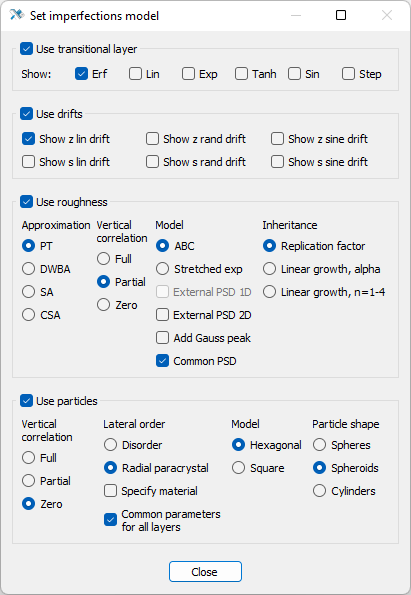 Set imperfections model
Use transitional layer
Show: Erf Lin Exp Tanh Sin Step
Use drifts
Show z lin drift Show z rand drift Show z sine drift
Show s lin drift Show s rand drift Show s sine drift
Use roughness
Approximation
PT
DWBA
SA
CSA
Vertical
correlation
Full
Partial
Zero
Model
ABC
Stretched exp
External PSD 1D
External PSD 2D
Add Gauss peak
Common PSD
Inheritance
Replication factor
Linear growth, alpha
Linear growth, n=1-4
Use particles
Vertical
correlation
Full
Partial
Zero
Lateral order
Disorder
Radial paracrystal
Specify material
Common parameters
for all layers
Model
Hexagonal
Square
Particle shape
Spheres
Spheroids
Cylinders
Close